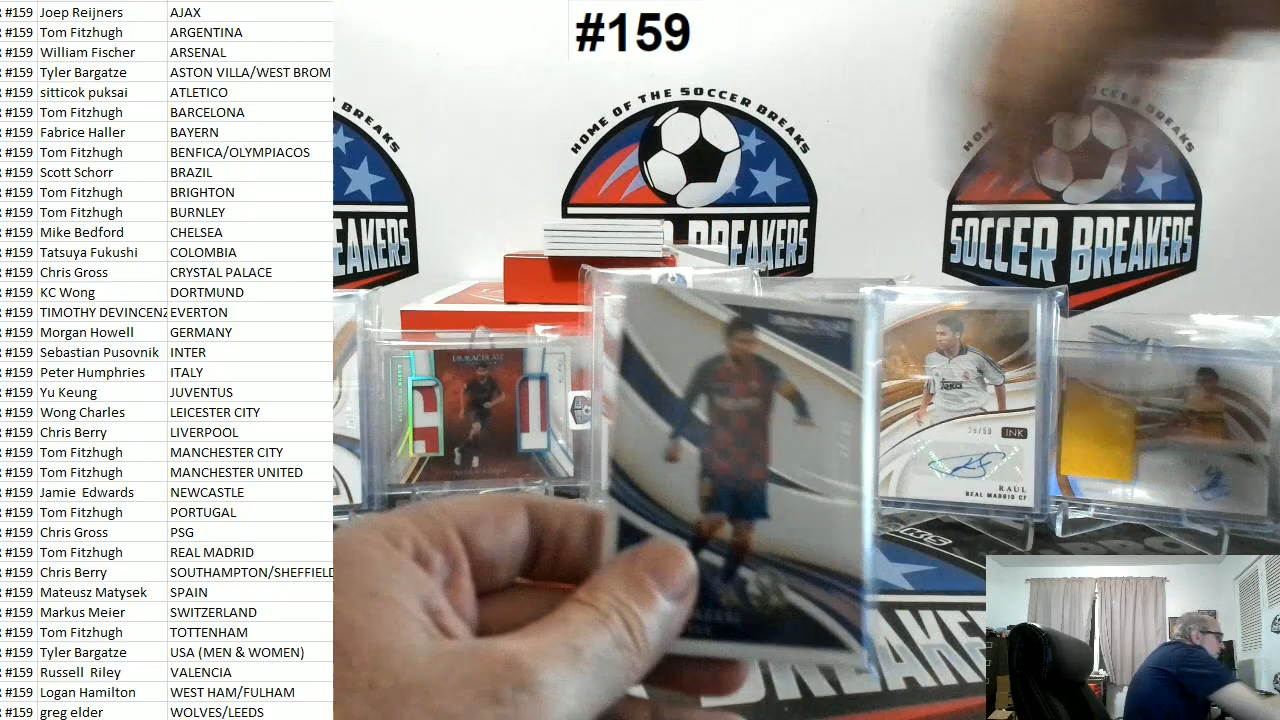 #159 Joep Reijners AJAX
#159 Tom Fitzhugh ARGENTINA
#159 William Fischer ARSENAL
#159 Tyler Bargatze ASTON VILLA/WEST BROM
#159 sitticok puksai ATLETICO
#159 Tom Fitzhugh BARCELONA
#159 Fabrice Haller BAYERN
#159 Tom Fitzhugh BENFICA/OLYMPIACOS
#159 Scott Schorr BRAZIL
#159 Tom Fitzhugh BRIGHTON
#159 Tom Fitzhugh BURNLEY
#159 Mike Bedford CHELSEA
#159 Tatsuya Fukushi COLOMBIA
#159 Chris Gross CRYSTAL PALACE
#159 KC Wong DORTMUND
#159 TIMOTHY DEVINCENZ EVERTON
#159 Morgan Howell GERMANY
#159 Sebastian Pusovnik INTER
#159 Peter Humphries ITALY
#159 Yu Keung JUVENTUS
#159 Wong Charles LEICESTER CITY
#159 Chris Berry LIVERPOOL
#159 Tom Fitzhugh MANCHESTER CITY
#159 Tom Fitzhugh MANCHESTER UNITED
#159 Jamie Edwards NEWCASTLE
#159 Tom Fitzhugh PORTUGAL
#159 Chris Gross PSG
#159 Tom Fitzhugh REAL MADRID
#159 Chris Berry SOUTHAMPTON/SHEFFIELD
#159 Mateusz Matysek SPAIN
#159 Markus Meier SWITZERLAND
#159 Tom Fitzhugh TOTTENHAM
#159 Tyler Bargatze USA (MEN & WOMEN)
#159 Russell Riley VALENCIA
#159 Logan Hamilton WEST HAM/FULHAM
#159 greg elder WOLVES/LEEDS
#159
BREAKS
EAKERS
HOME OF THE SOCCER BREAKS
BREAKERS
SOCCER BREAKERS
IMMACULATE
INK
RAUL
REAL MADRID CF